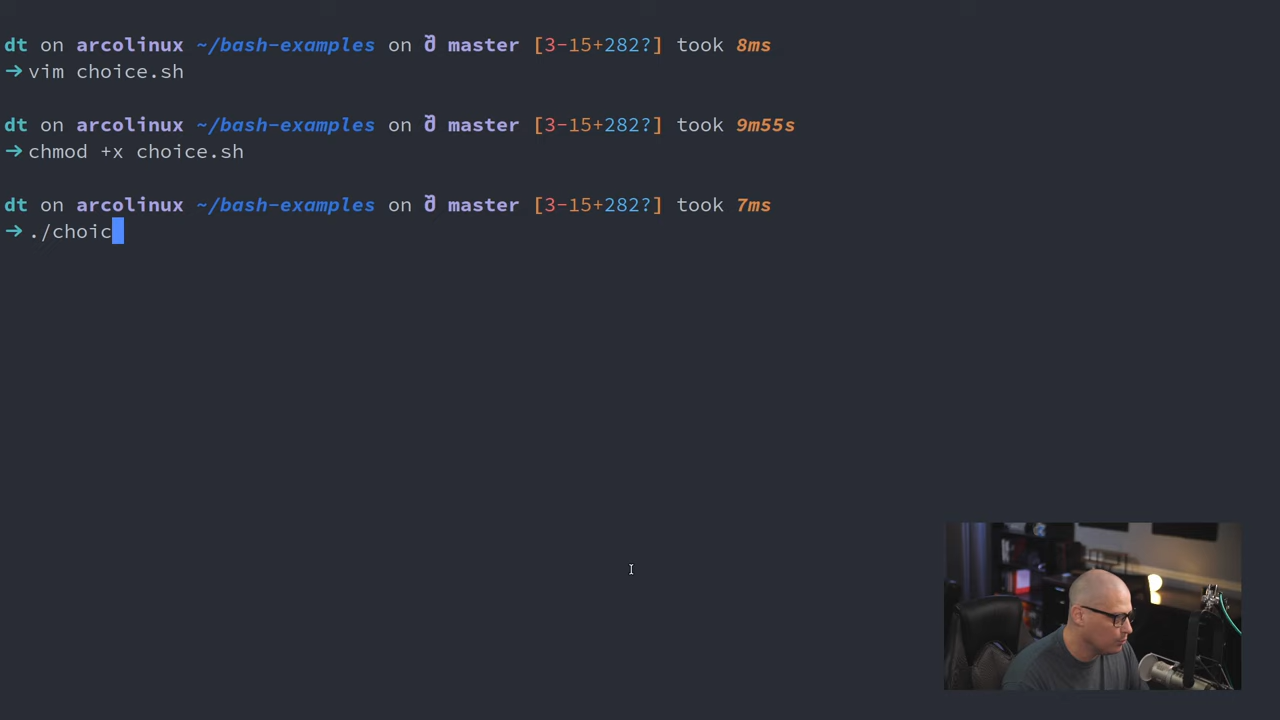 dt on arcolinux ~/bash-examples on master [3-15+282?] took 8ms
→ vim choice.sh
dt on arcolinux ~/bash-examples on master [3-15+282?] took 9m55s
→ chmod +x choice.sh
dt on arcolinux ~/bash-examples on master [3-15+282?] took 7ms
→ ./choic